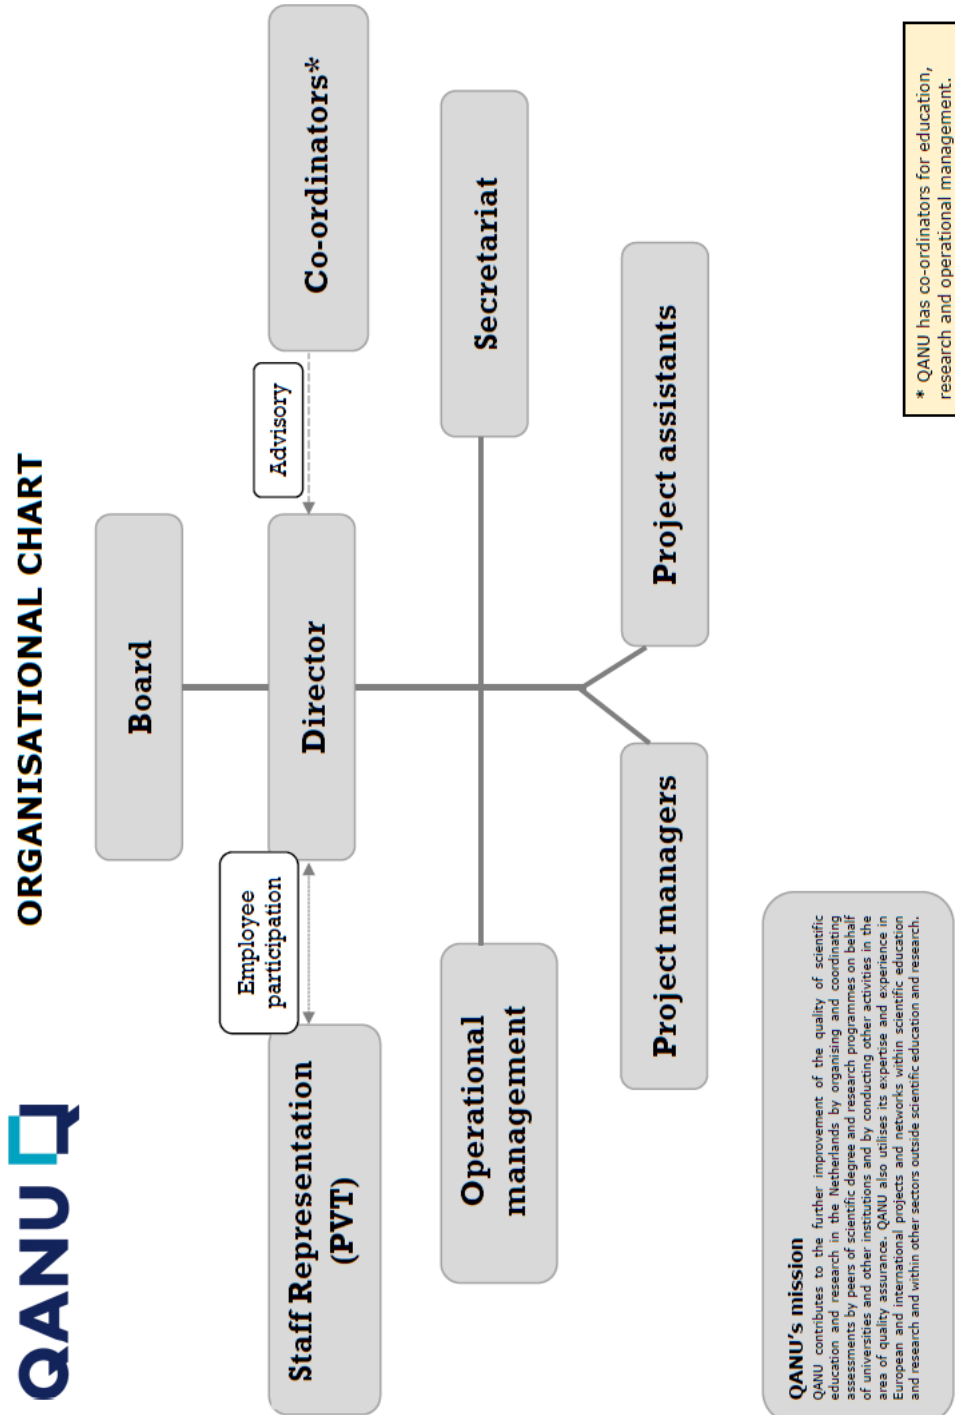 QANU
ORGANISATIONAL CHART
Board
Employee
participation
Advisory
Staff Representation
(PVT)
Director
Co-ordinators*
Operational
management
Secretariat
Project managers
Project assistants
QANU's mission
QANU contributes to the further improvement of the quality of scientific
education and research in the Netherlands by organising and coordinating
assessments by peers of scientific degree and research programmes on behalf
of universities and other institutions and by conducting other activities in the
area of quality assurance. QANU also utilises its expertise and experience in
European and international projects and networks within scientific education
and research and within other sectors outside scientific education and research.
* QANU has co-ordinators for education,
research and operational management.